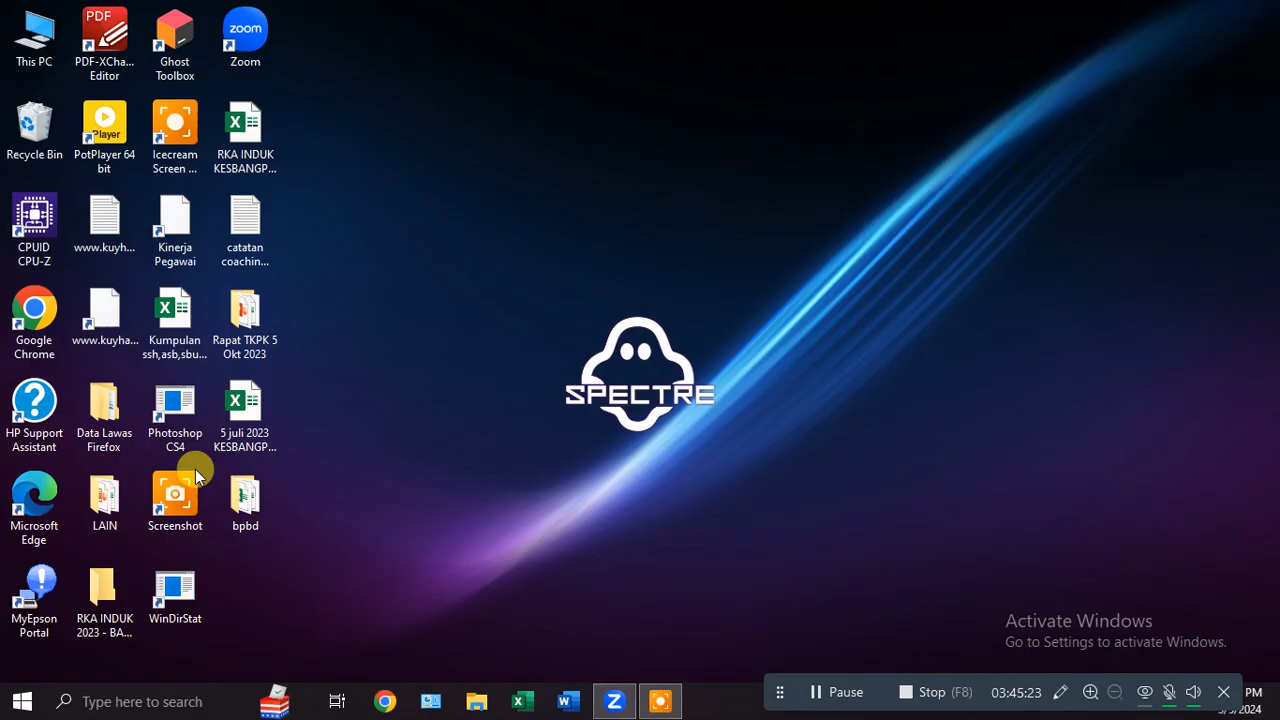 This PC
PDF-XCha...
Editor
Ghost
Toolbox
zoom
Zoom
Recycle Bin
Player
PotPlayer 64
bit
Icecream
Screen ...
RKA INDUK
KESBANGP...
CPUID
CPU-Z
www.kuyh...
Kinerja
Pegawai
catatan
coachin...
Google
Chrome
www.kuyha...
Kumpulan
ssh,asb,sbu...
Rapat TKPK 5
Okt 2023
HP Support
Assistant
Data Lawas
Firefox
Photoshop
CS4
5 juli 2023
KESBANGP...
Microsoft
Edge
LAIN
Screenshot
bpbd
MyEpson
Portal
RKA INDUK
2023 - BA...
WinDirStat
SPECTRE
Activate Windows
Go to Settings to activate Windows.
Type here to search
Pause
Stop (F8)
03:45:23
PM